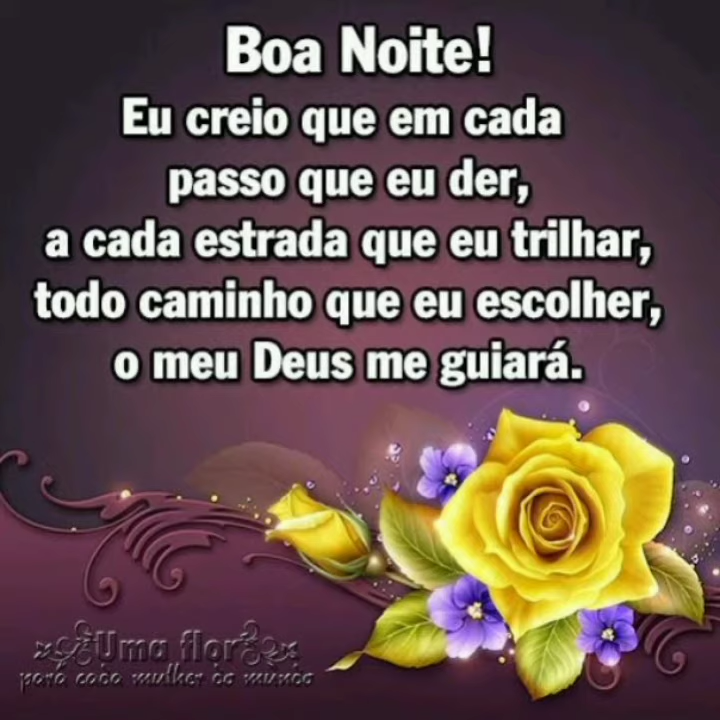 Boa Noite!
Eu creio que em cada
passo que eu der,
a cada estrada que eu trilhar,
todo caminho que eu escolher,
o meu Deus me guiará.
Uma flor
para cada mulher do mundo